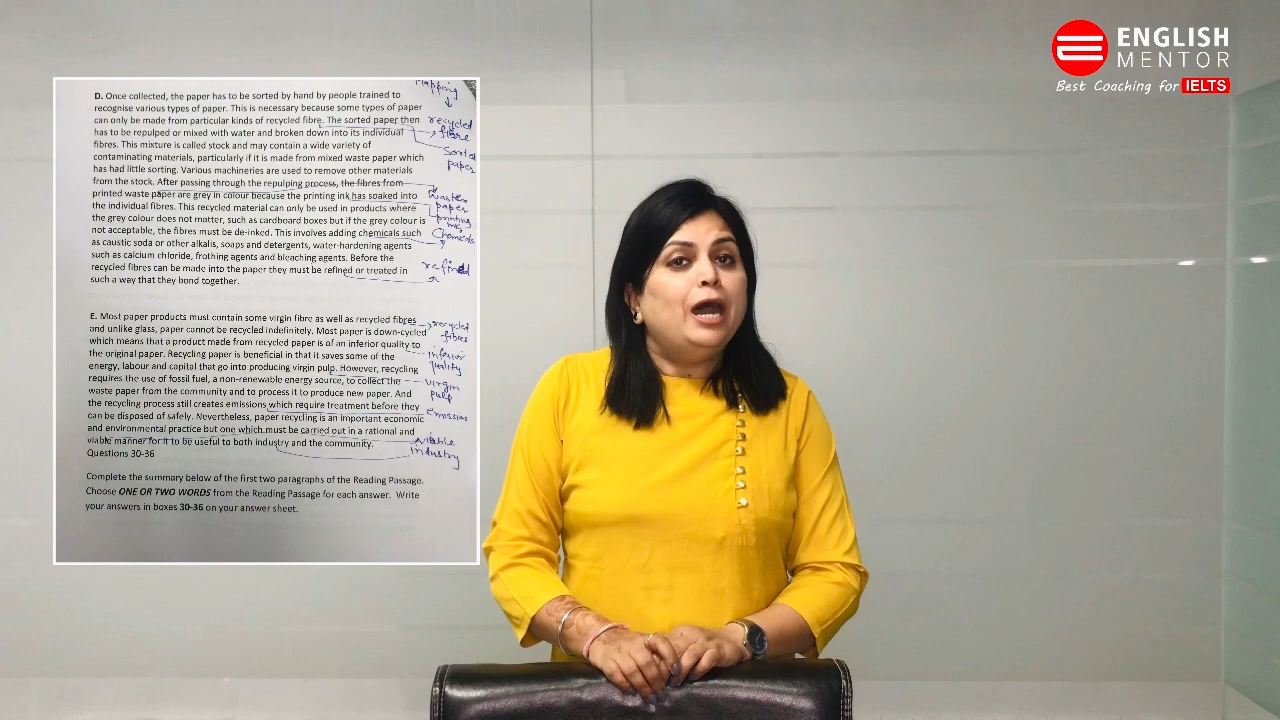 ENGLISH
MENTOR
Best Coaching for IELTS
D. Once collected, the paper has to be sorted by hand by people trained to
recognise various types of paper. This is necessary because some types of paper
can only be made from particular kinds of recycled fibre. The sorted paper then
has to be repulped or mixed with water and broken down into its individual
fibres. This mixture is called stock and may contain a wide variety of
contaminating materials, particularly if it is made from mixed waste paper which
has had little sorting. Various machineries are used to remove other materials
from the stock. After passing through the repulping process, the fibres from
printed waste paper are grey in colour because the printing ink has soaked into
the individual fibres. This recycled material can only be used in products where
the grey colour does not matter, such as cardboard boxes but if the grey colour is
not acceptable, the fibres must be de-inked. This involves adding chemicals such
as caustic soda or other alkalis, soaps and detergents, water-hardening agents
such as calcium chloride, frothing agents and bleaching agents. Before the
recycled fibres can be made into the paper they must be refined or treated in
such a way that they bond together.
recycled
fibre
sorted
paper
paper
printing
chemicals
refined
E. Most paper products must contain some virgin fibre as well as recycled fibres
and unlike glass, paper cannot be recycled indefinitely. Most paper is down-cycled
which means that a product made from recycled paper is of an inferior quality to
the original paper. Recycling paper is beneficial in that it saves some of the
energy, labour and capital that go into producing virgin pulp. However, recycling
requires the use of fossil fuel, a non-renewable energy source, to collect the
waste paper from the community and to process it to produce new paper. And
the recycling process still creates emissions which require treatment before they
can be disposed of safely. Nevertheless, paper recycling is an important economic
and environmental practice but one which must be carried out in a rational and
viable manner for it to be useful to both industry and the community.
recycled
fibre
inferior
quality
virgin
pulp
emission
viable
industry
Questions 30-36
Complete the summary below of the first two paragraphs of the Reading Passage.
Choose ONE OR TWO WORDS from the Reading Passage for each answer. Write
your answers in boxes 30-36 on your answer sheet.